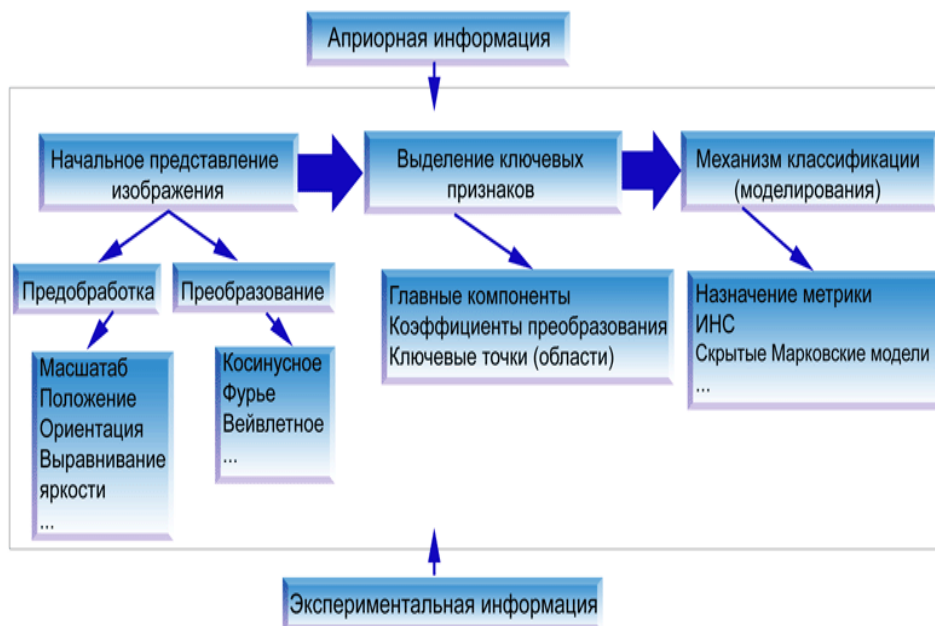 Априорная информация
Начальное представление
изображения
Выделение ключевых
признаков
Механизм классификации
(моделирования)
Предобработка
Преобразование
Масшатаб
Положение
Ориентация
Выравнивание
яркости
...
Косинусное
Фурье
Вейвлетное
...
Главные компоненты
Коэффициенты преобразования
Ключевые точки (области)
Назначение метрики
ИНС
Скрытые Марковские модели
...
Экспериментальная информация